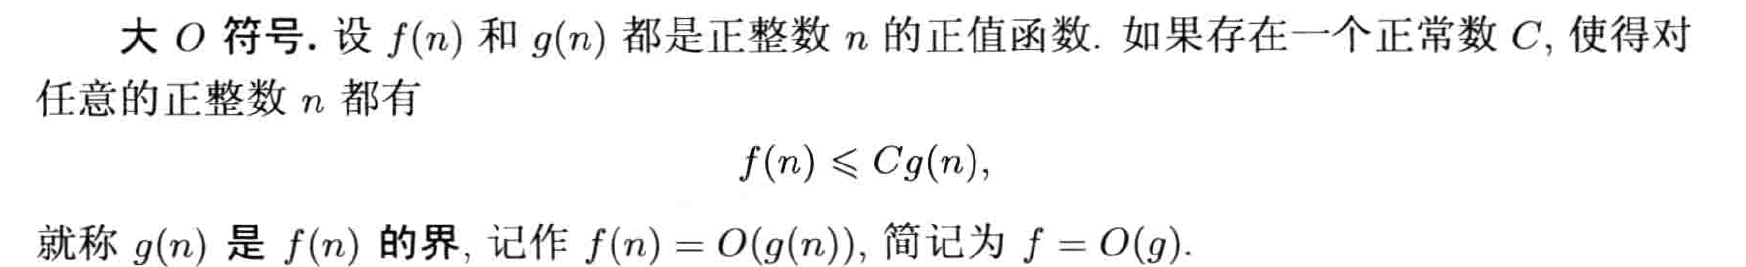 大 O 符号. 设 f(n) 和 g(n) 都是正整数 n 的正值函数. 如果存在一个正常数 C, 使得对
任意的正整数 n 都有
f(n) ⩽ Cg(n),
就称 g(n) 是 f(n) 的界, 记作 f(n) = O(g(n)), 简记为 f = O(g).